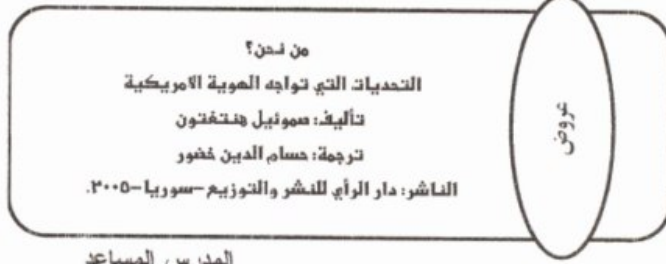 من نحن؟
التحديات التي تواجه الهوية الامريكية
تأليف: صموئيل هنتغتون
ترجمة: حسام الدين خضور
الناشر: دار الرأي للنشر والتوزيع-سوريا-٢٠٠٥.
عروض
المدرس المساعد